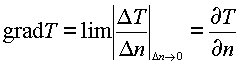 gradT = lim|ΔT/Δn|Δn→0 = ∂T/∂n